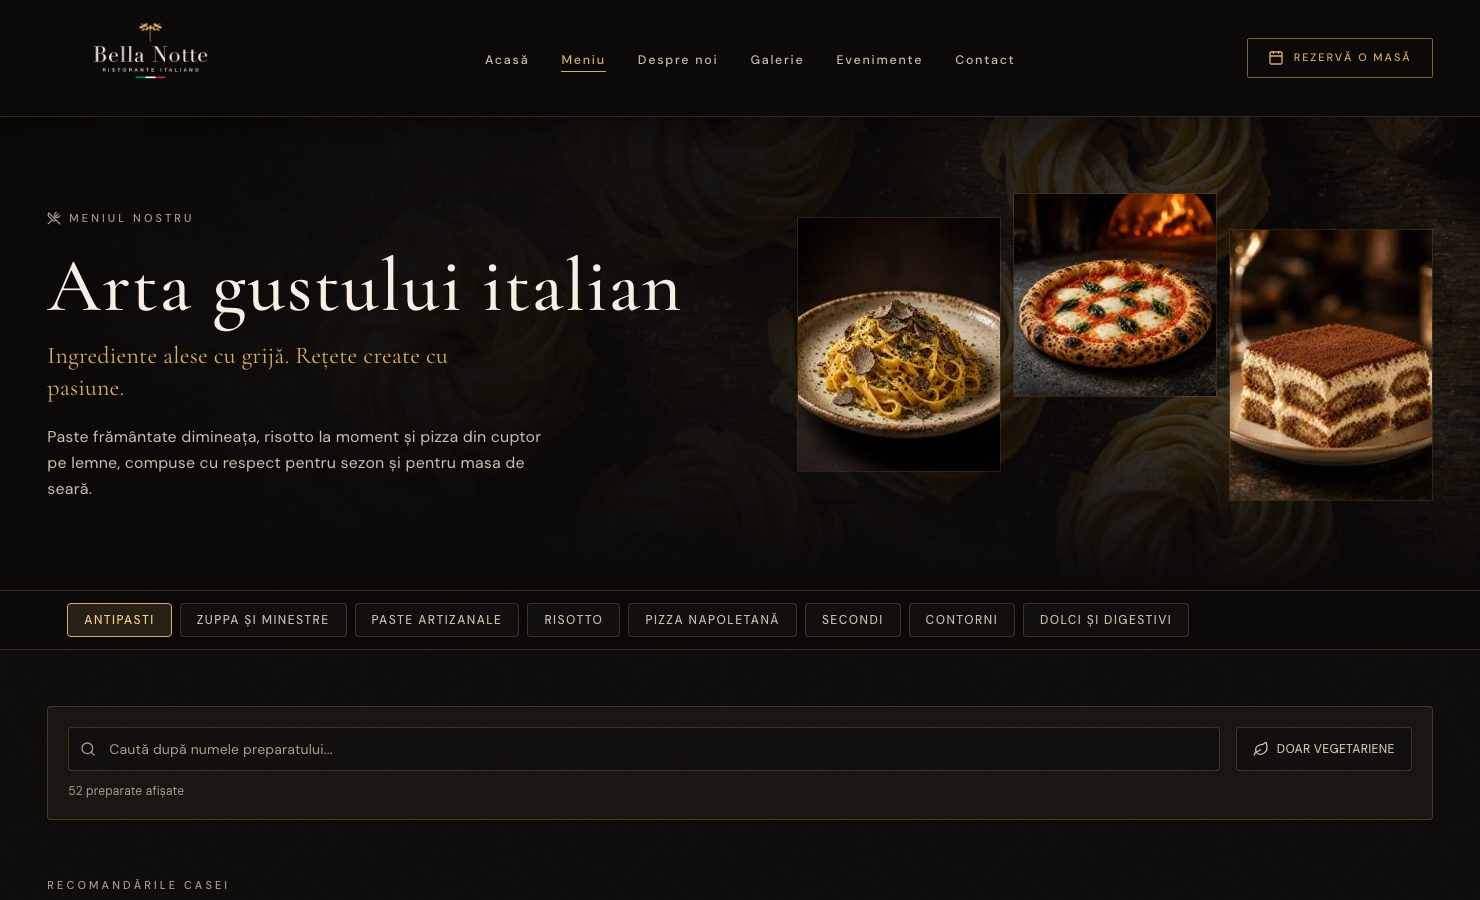 Bella Notte
RISTORANTE ITALIANO
Acasă
Meniu
Despre noi
Galerie
Evenimente
Contact
REZERVĂ O MASĂ
MENIUL NOSTRU
Arta gustului italian
Ingrediente alese cu grijă. Rețete create cu
pasiune.
Paste frământate dimineața, risotto la moment și pizza din cuptor
pe lemne, compuse cu respect pentru sezon și pentru masa de
seară.
ANTIPASTI
ZUPPA ȘI MINESTRE
PASTE ARTIZANALE
RISOTTO
PIZZA NAPOLETANĂ
SECONDI
CONTORNI
DOLCI ȘI DIGESTIVI
Caută după numele preparatului...
DOAR VEGETARIENE
52 preparate afișate
RECOMANDĂRILE CASEI